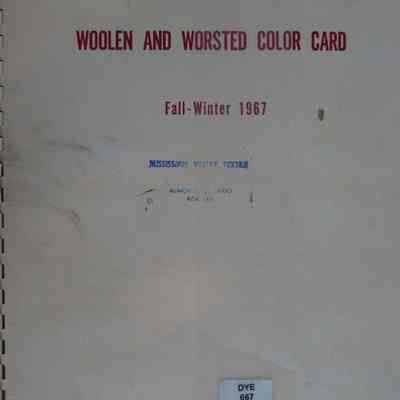 WOOLEN AND WORSTED COLOR CARD
Fall-Winter 1967
DYE
667